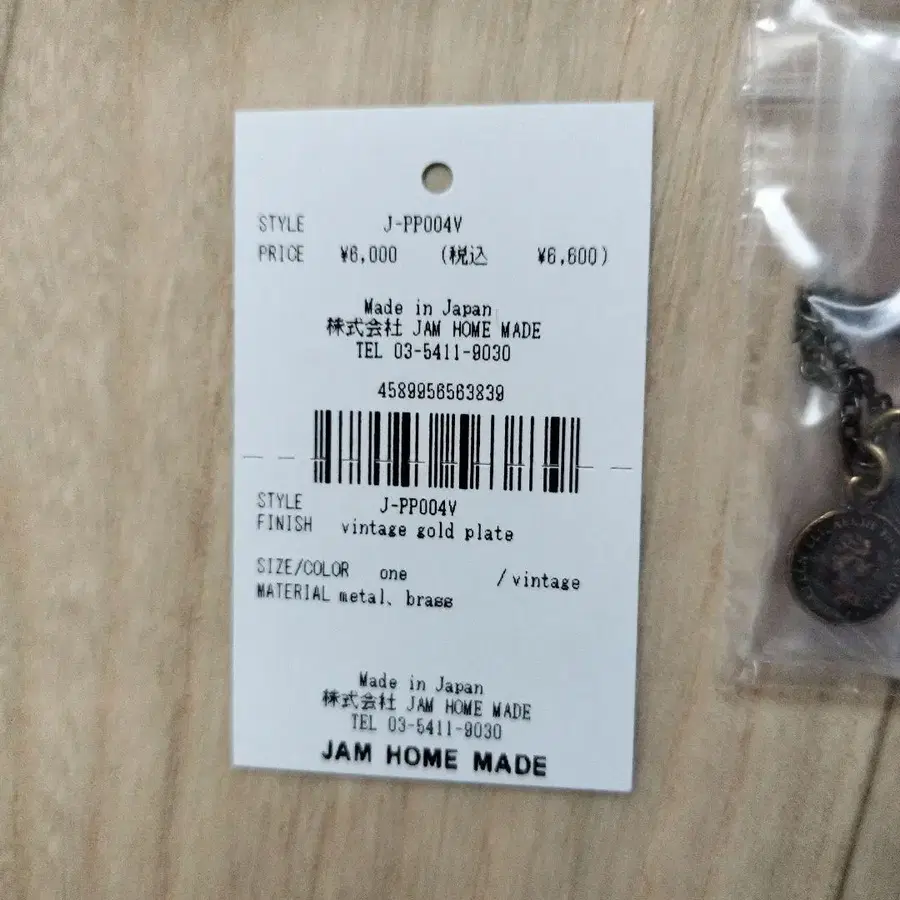 STYLE J-PP004V
PRICE ¥6,000 (税込 ¥6,600)
Made in Japan
株式会社 JAM HOME MADE
TEL 03-5411-9030
4589956563839
STYLE J-PP004V
FINISH vintage gold plate
SIZE/COLOR one /vintage
MATERIAL metal、brass
Made in Japan
株式会社 JAM HOME MADE
TEL 03-5411-9030
JAM HOME MADE